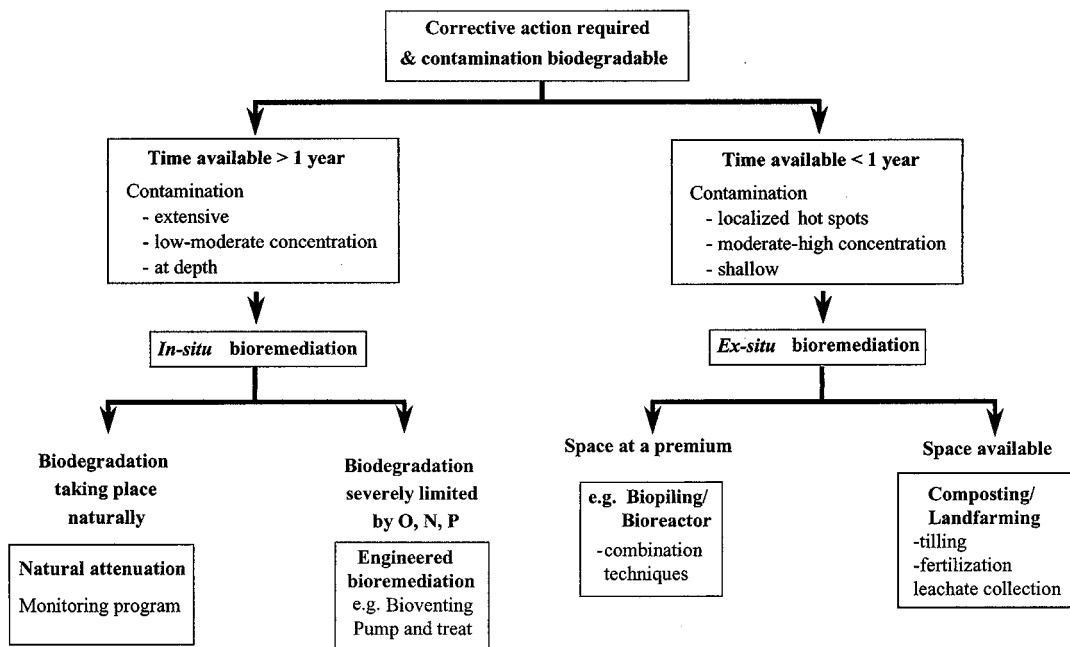 Corrective action required
& contamination biodegradable
Time available > 1 year
Contamination
- extensive
- low-moderate concentration
- at depth
Time available < 1 year
Contamination
- localized hot spots
- moderate-high concentration
- shallow
In-situ bioremediation
Ex-situ bioremediation
Biodegradation
taking place
naturally
Natural attenuation
Monitoring program
Biodegradation
severely limited
by O, N, P
Engineered
bioremediation
e.g. Bioventing
Pump and treat
Space at a premium
e.g. Biopiling/
Bioreactor
-combination
techniques
Space available
Composting/
Landfarming
-tilling
-fertilization
leachate collection